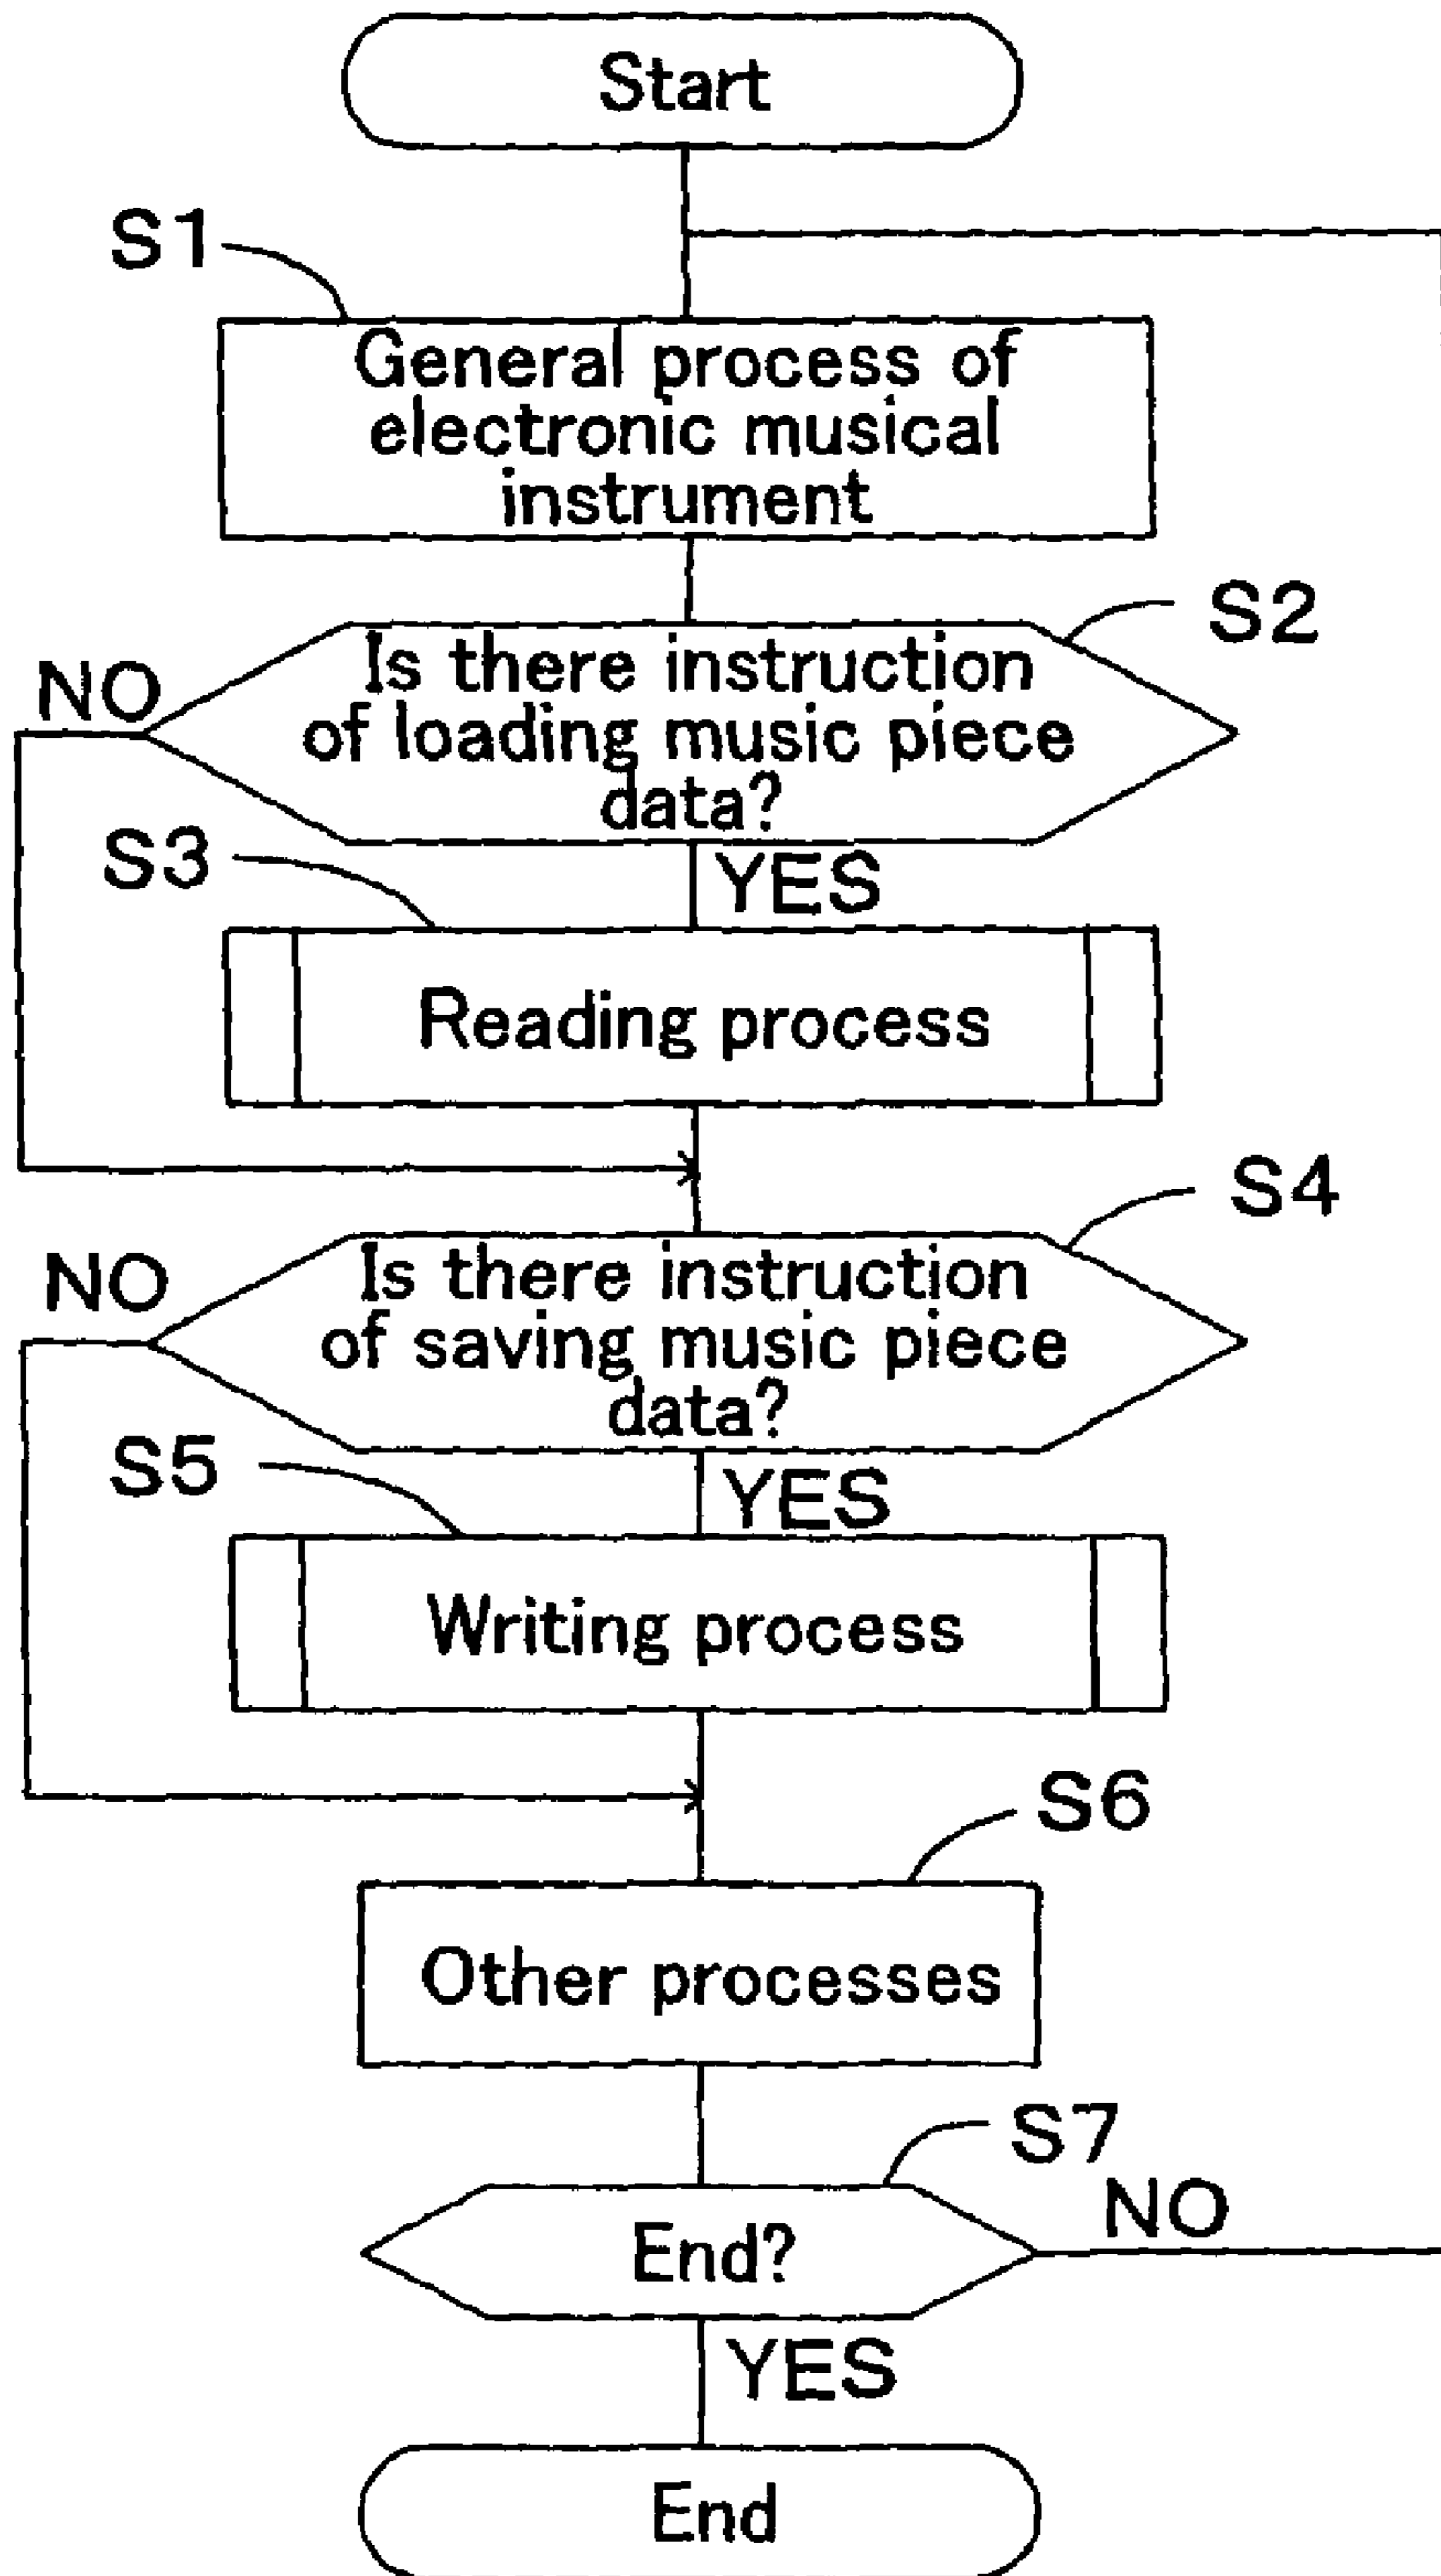 Start
S1
General process of
electronic musical
instrument
S2
NO
Is there instruction
of loading music piece
data?
S3
YES
Reading process
S4
NO
Is there instruction
of saving music piece
data?
S5
YES
Writing process
S6
Other processes
S7
NO
End?
YES
End